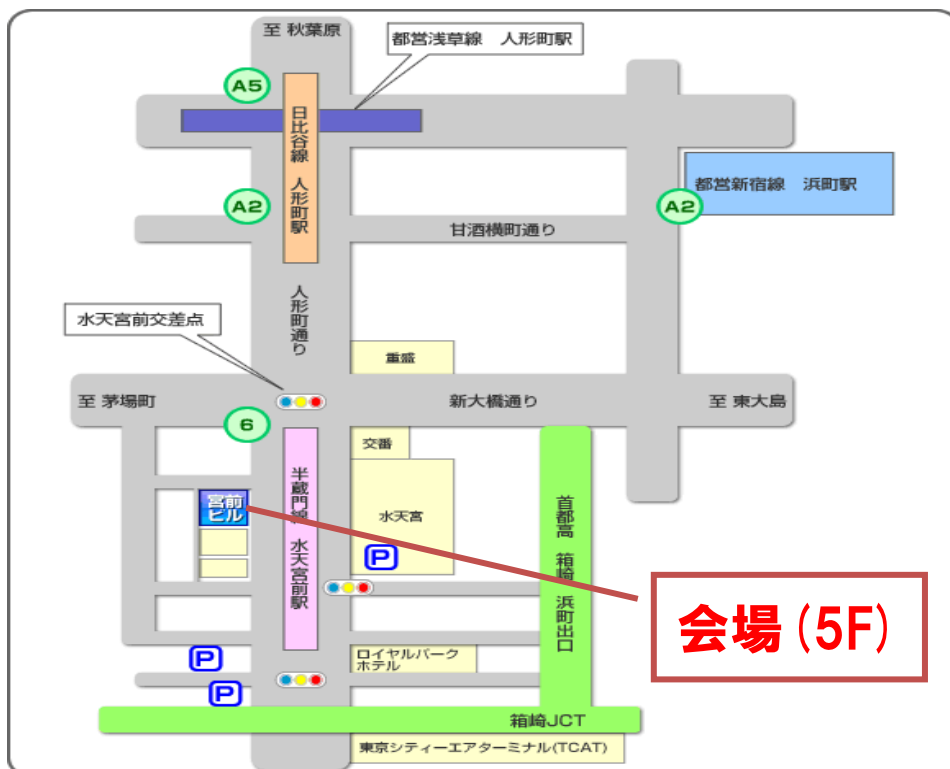 至 秋葉原
都営浅草線　人形町駅
A5
日比谷線　人形町駅
都営新宿線　浜町駅
A2
A2
甘酒横町通り
人形町通り
水天宮前交差点
重盛
至 茅場町
新大橋通り
至 東大島
6
交番
半蔵門線　水天宮前駅
宮前
ビル
水天宮
首都高　箱崎　浜町出口
P
会場(5F)
P
ロイヤルパーク
ホテル
P
箱崎JCT
東京シティーエアターミナル(TCAT)